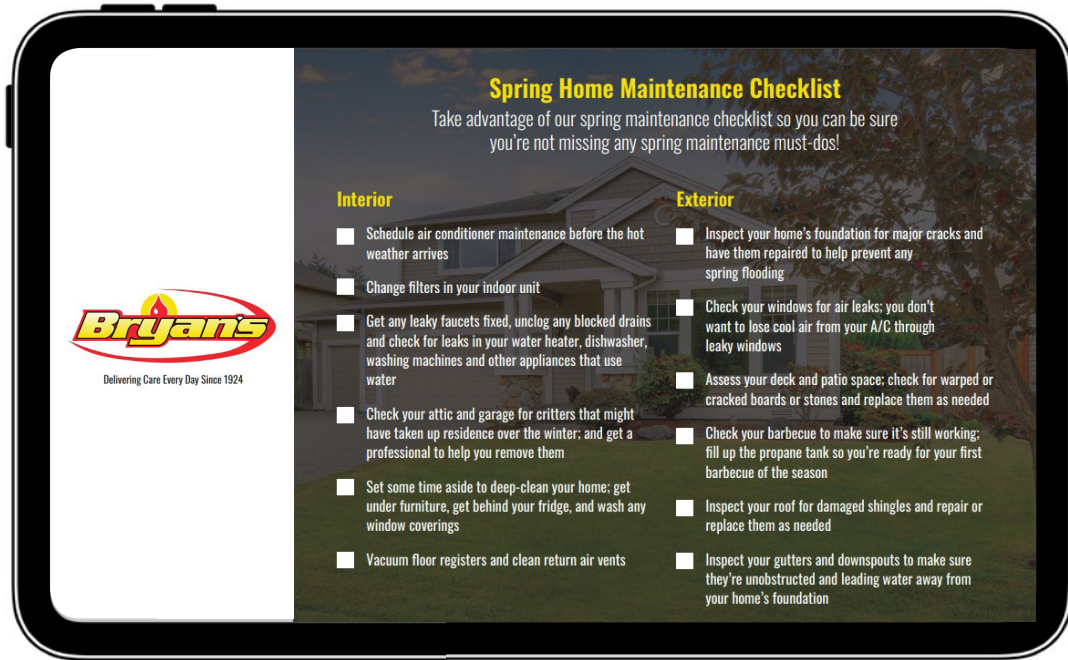 Spring Home Maintenance Checklist
Take advantage of our spring maintenance checklist so you can be sure
you're not missing any spring maintenance must-dos!
Bryan's
Delivering Care Every Day Since 1924
Interior
Schedule air conditioner maintenance before the hot
weather arrives
Change filters in your indoor unit
Get any leaky faucets fixed, unclog any blocked drains
and check for leaks in your water heater, dishwasher,
washing machines and other appliances that use
water
Check your attic and garage for critters that might
have taken up residence over the winter; and get a
professional to help you remove them
Set some time aside to deep-clean your home; get
under furniture, get behind your fridge, and wash any
window coverings
Vacuum floor registers and clean return air vents
Exterior
Inspect your home's foundation for major cracks and
have them repaired to help prevent any
spring flooding
Check your windows for air leaks; you don't
want to lose cool air from your A/C through
leaky windows
Assess your deck and patio space; check for warped or
cracked boards or stones and replace them as needed
Check your barbecue to make sure it's still working;
fill up the propane tank so you're ready for your first
barbecue of the season
Inspect your roof for damaged shingles and repair or
replace them as needed
Inspect your gutters and downspouts to make sure
they're unobstructed and leading water away from
your home's foundation